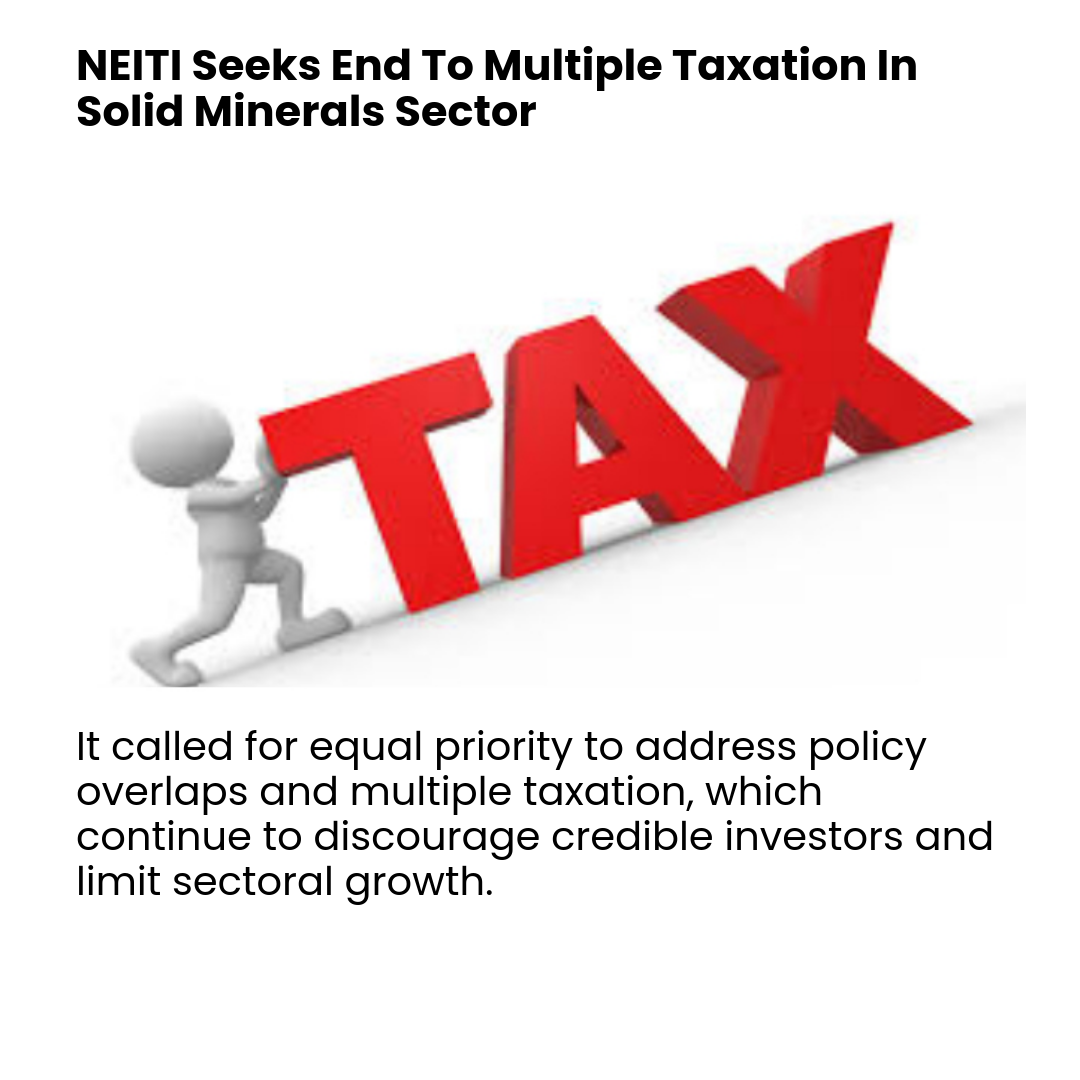 NEITI Seeks End To Multiple Taxation In
Solid Minerals Sector
TAX
It called for equal priority to address policy
overlaps and multiple taxation, which
continue to discourage credible investors and
limit sectoral growth.